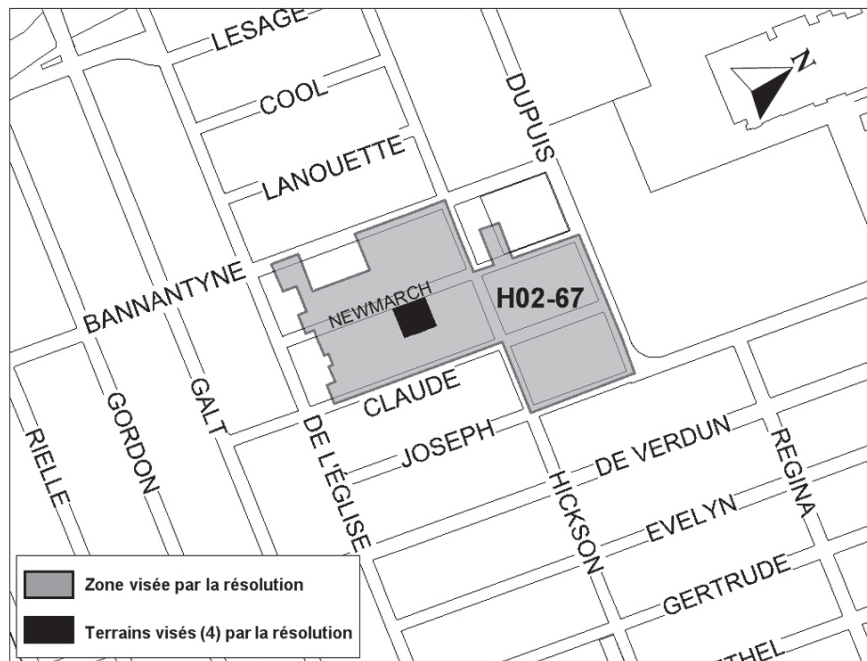 LESAGE
COOL
LANOUETTE
DUPUIS
N
BANNANTYNE
NEWMARCH
H02-67
CLAUDE
JOSEPH
DE VERDUN
EVELYN
GERTRUDE
RIELLE
GORDON
GALT
DE L'ÉGLISE
HICKSON
REGINA
THEL
Zone visée par la résolution
Terrains visés (4) par la résolution